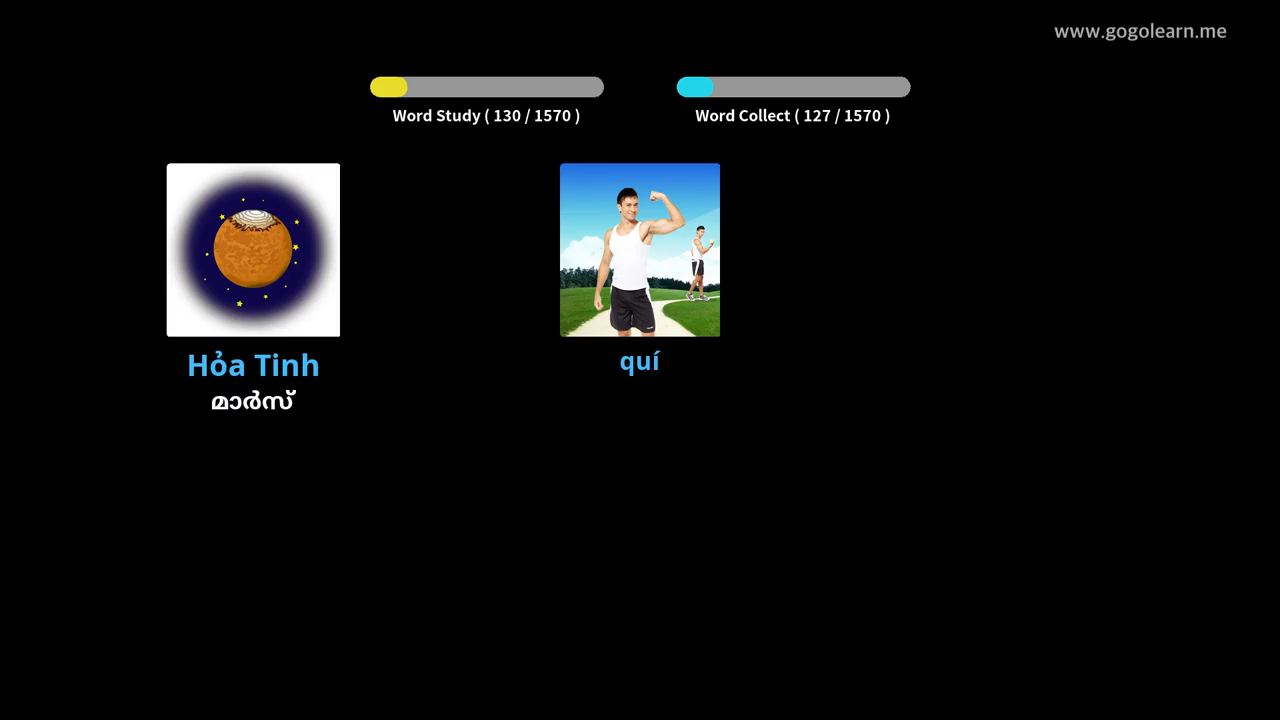 www.gogolearn.me
Word Study ( 130 / 1570 )
Word Collect ( 127 / 1570 )
Hỏa Tinh
മാർസ്
quí